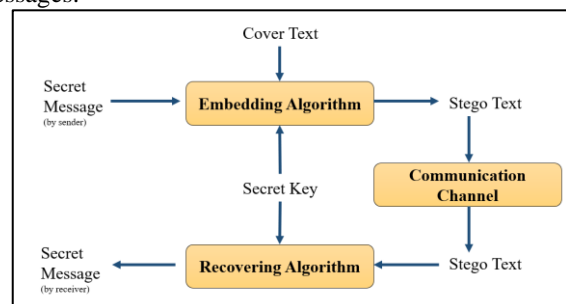 Cover Text
Secret
Message
(by sender)
Embedding Algorithm
Stego Text
Secret Key
Communication
Channel
Secret
Message
(by receiver)
Recovering Algorithm
Stego Text